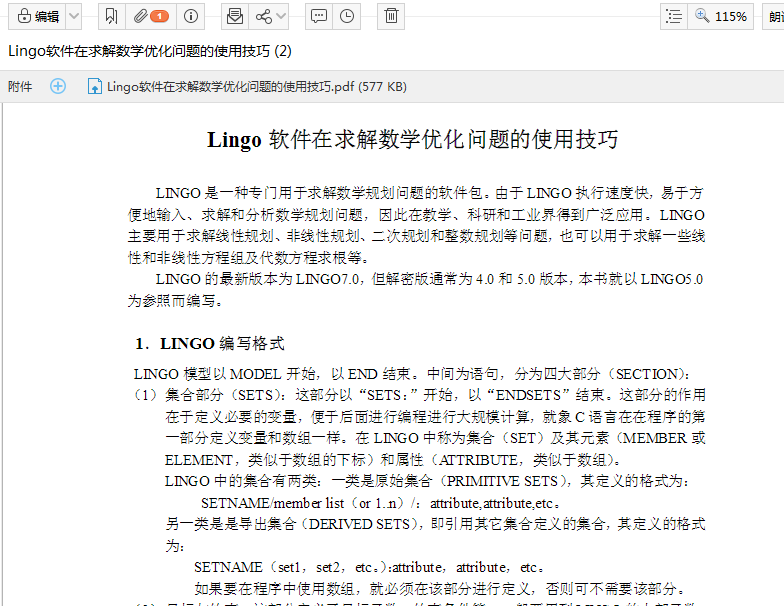 编辑 1 115% 朗
Lingo软件在求解数学优化问题的使用技巧 (2)
附件 Lingo软件在求解数学优化问题的使用技巧.pdf (577 KB)
Lingo 软件在求解数学优化问题的使用技巧
LINGO 是一种专门用于求解数学规划问题的软件包。由于 LINGO 执行速度快，易于方
便地输入、求解和分析数学规划问题，因此在教学、科研和工业界得到广泛应用。LINGO
主要用于求解线性规划、非线性规划、二次规划和整数规划等问题，也可以用于求解一些线
性和非线性方程组及代数方程求根等。
LINGO 的最新版本为 LINGO7.0，但解密版通常为 4.0 和 5.0 版本，本书就以 LINGO5.0
为参照而编写。
1．LINGO 编写格式
LINGO 模型以 MODEL 开始，以 END 结束。中间为语句，分为四大部分（SECTION）：
（1）集合部分（SETS）：这部分以“SETS：”开始，以“ENDSETS”结束。这部分的作用
在于定义必要的变量，便于后面进行编程进行大规模计算，就象 C 语言在在程序的第
一部分定义变量和数组一样。在 LINGO 中称为集合（SET）及其元素（MEMBER 或
ELEMENT，类似于数组的下标）和属性（ATTRIBUTE，类似于数组）。
LINGO 中的集合有两类：一类是原始集合（PRIMITIVE SETS），其定义的格式为：
SETNAME/member list（or 1..n）/：attribute,attribute,etc。
另一类是是导出集合（DERIVED SETS），即引用其它集合定义的集合，其定义的格式
为：
SETNAME（set1，set2，etc。）:attribute，attribute，etc。
如果要在程序中使用数组，就必须在该部分进行定义，否则可不需要该部分。